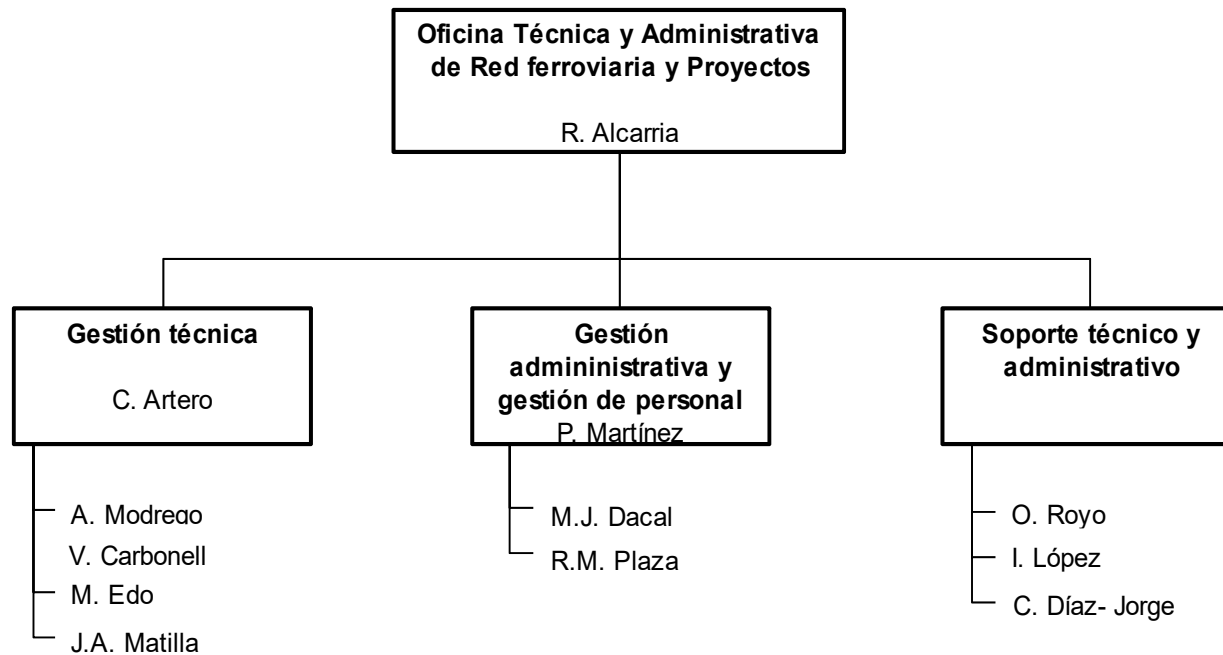 Oficina Técnica y Administrativa
de Red ferroviaria y Proyectos
R. Alcarria
Gestión técnica
C. Artero
Gestión
admininistrativa y
gestión de personal
P. Martínez
Soporte técnico y
administrativo
A. Modrego
V. Carbonell
M. Edo
J.A. Matilla
M.J. Dacal
R.M. Plaza
O. Royo
I. López
C. Díaz- Jorge